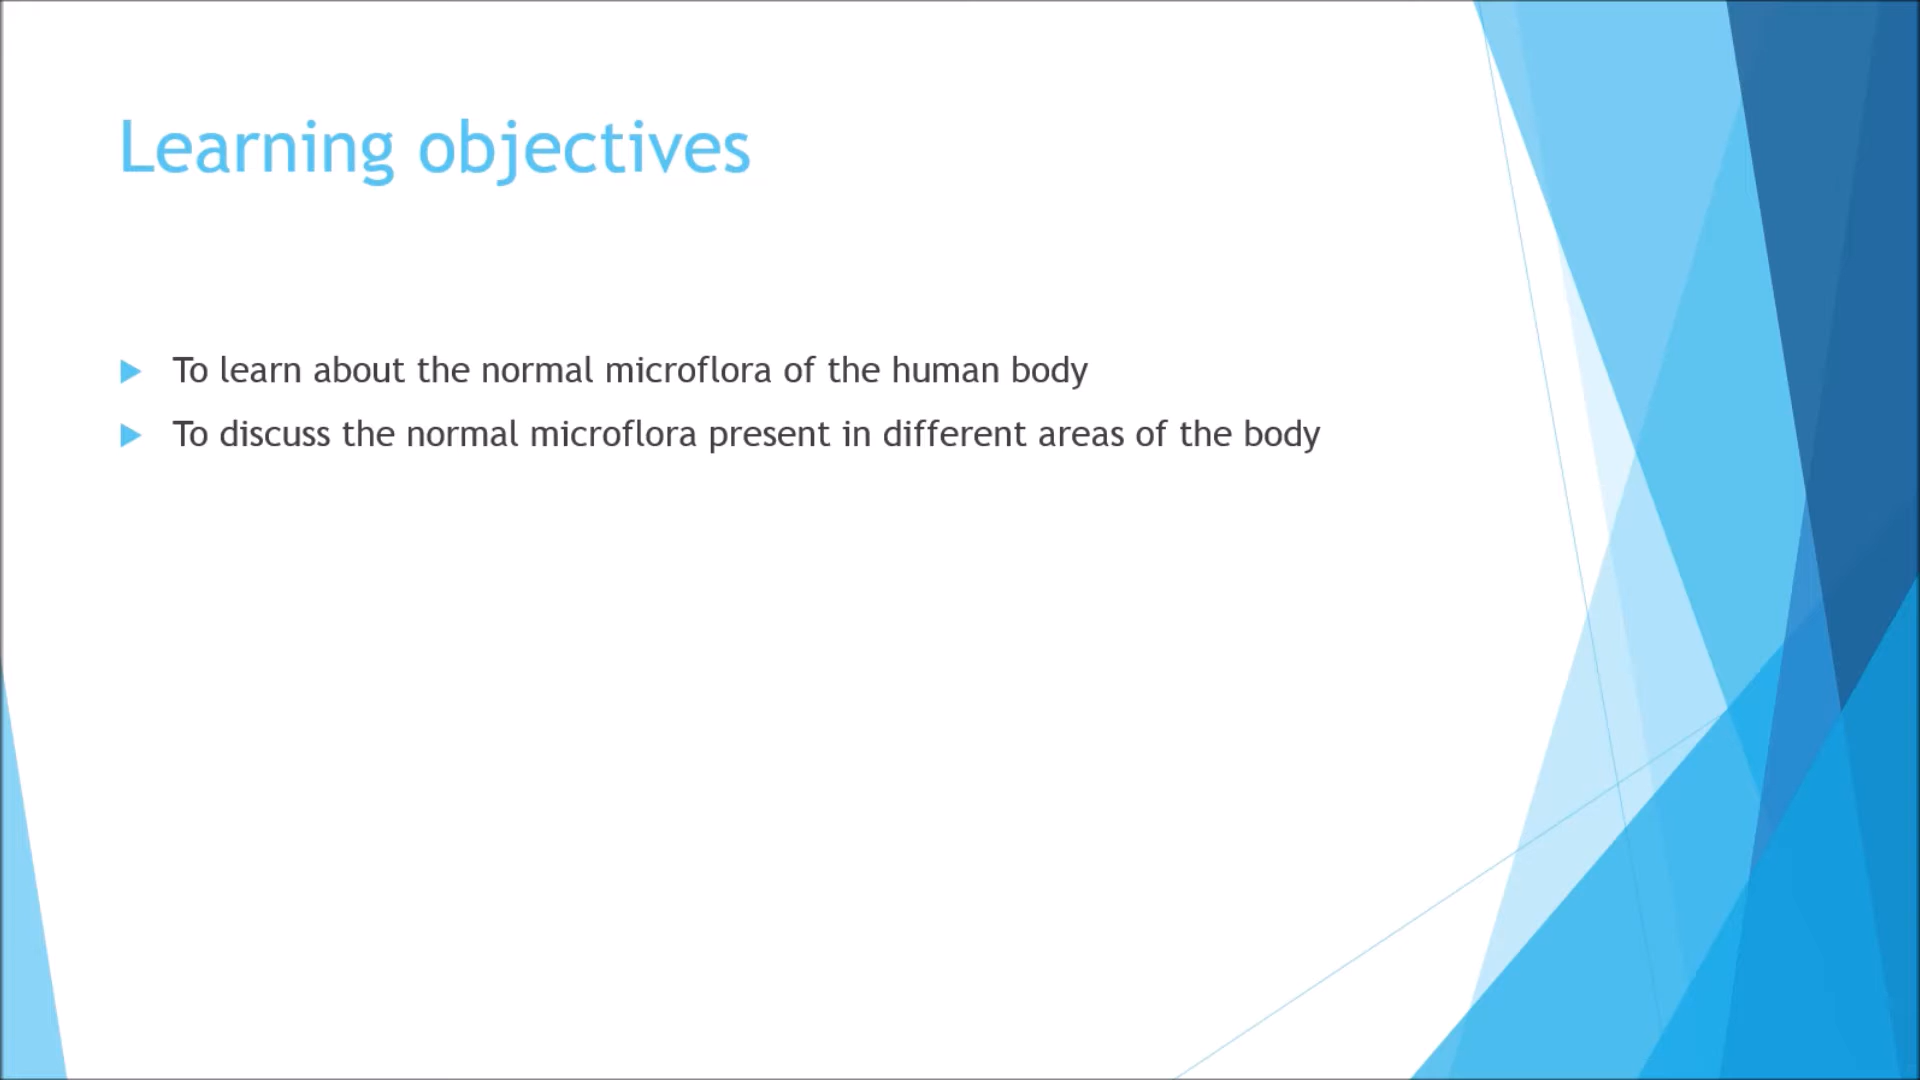 Learning objectives
To learn about the normal microflora of the human body
To discuss the normal microflora present in different areas of the body